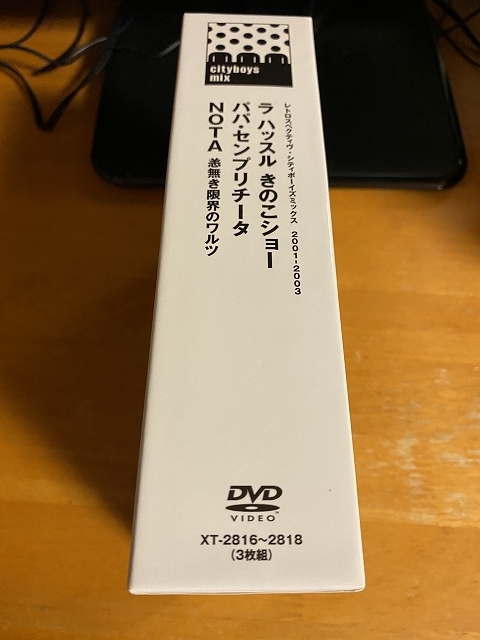 cityboys
mix
レトロスペクティヴ・シティボーイズミックス 2001-2003
ラ ハッスル きのこショー
パパ・センプリチータ
NOTA 恙無き限界のワルツ
DVD
VIDEO
XT-2816～2818
(3枚組)